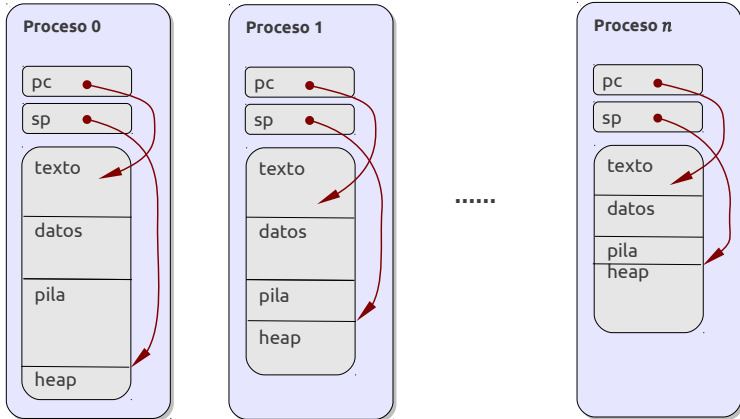 Proceso 0
pc
sp
texto
datos
pila
heap
Proceso 1
pc
sp
texto
datos
pila
heap
......
Proceso n
pc
sp
texto
datos
pila
heap